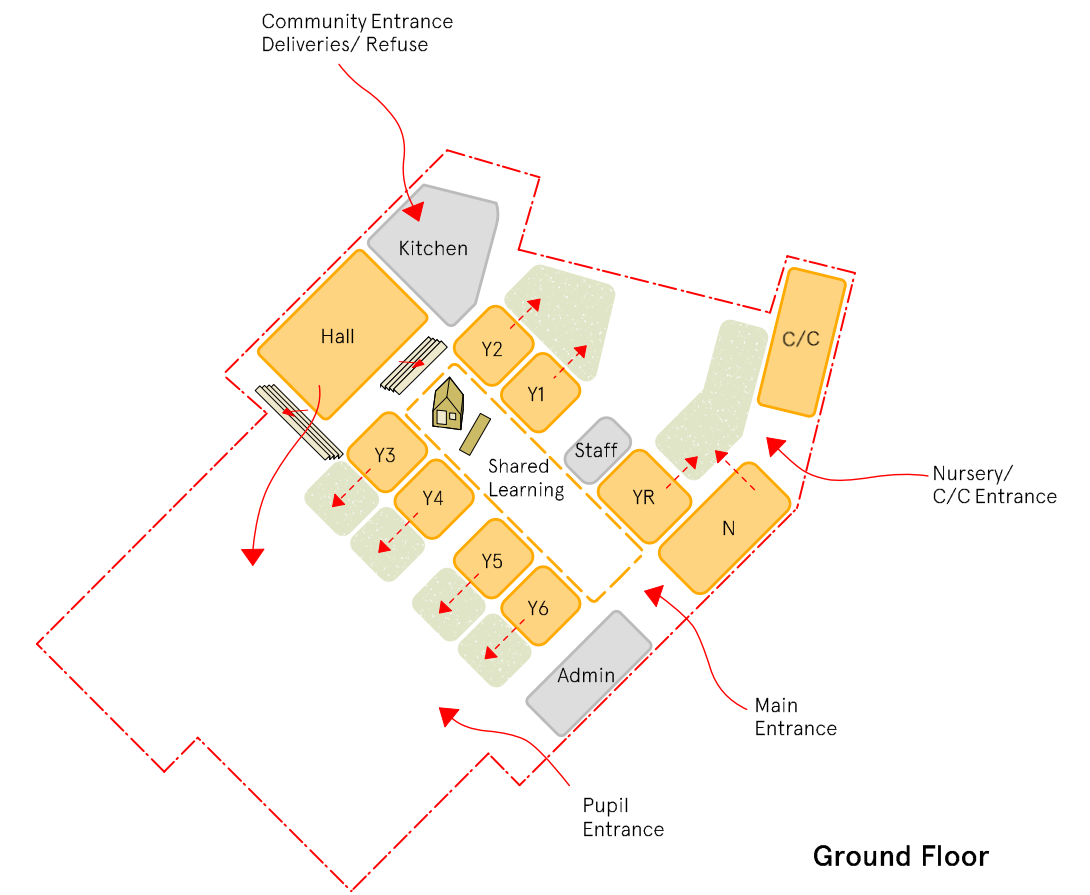 Community Entrance
Deliveries/ Refuse
Kitchen
Hall
C/C
Y2
Y1
Staff
Y3
Shared
Learning
Y4
YR
Nursery/
C/C Entrance
N
Y5
Y6
Admin
Main
Entrance
Pupil
Entrance
Ground Floor